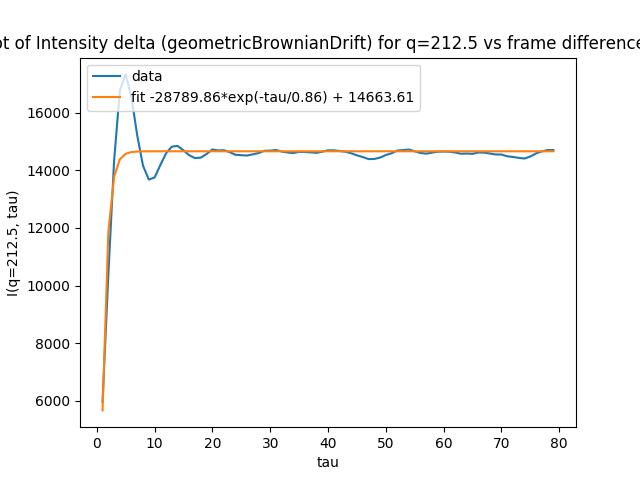 ot of Intensity delta (geometricBrownianDrift) for q=212.5 vs frame difference
data
fit -28789.86*exp(-tau/0.86) + 14663.61
I(q=212.5, tau)
16000
14000
12000
10000
8000
6000
0 10 20 30 40 50 60 70 80
tau